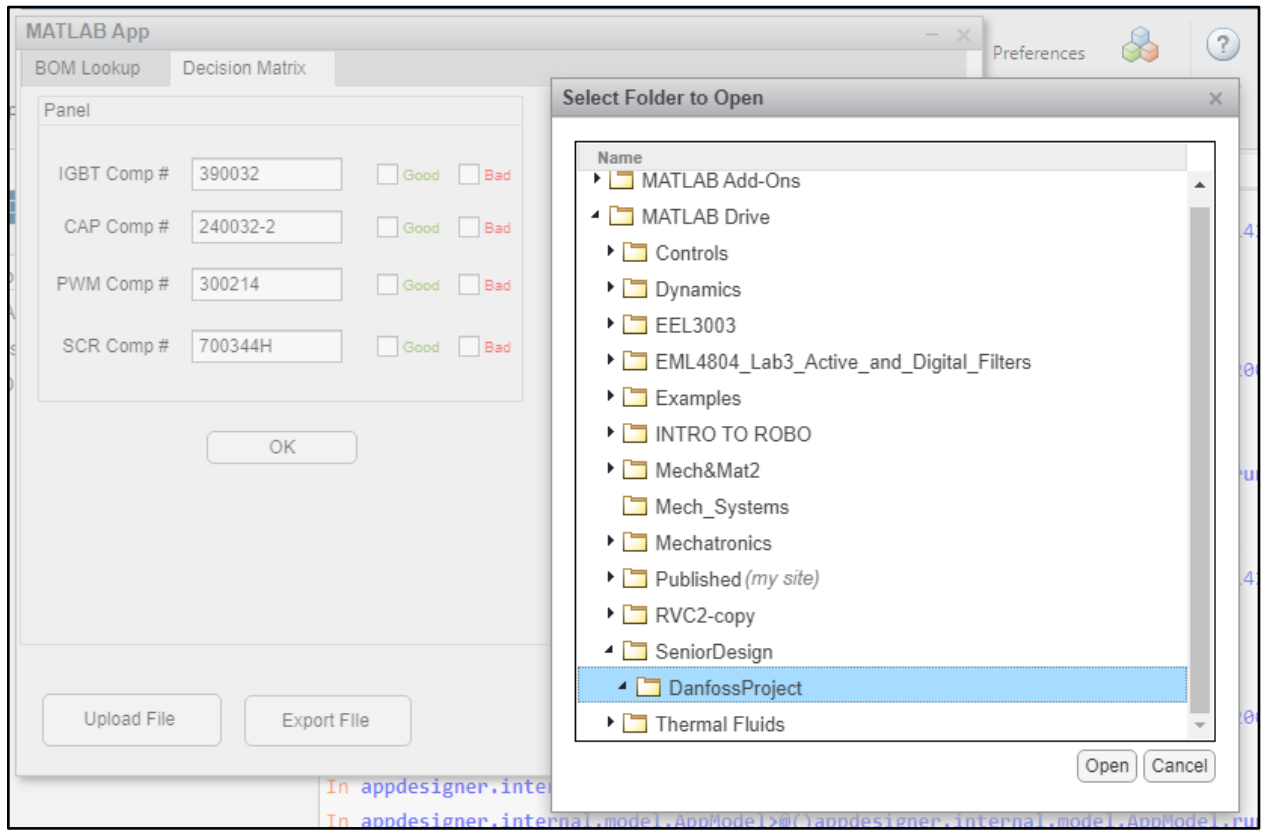 MATLAB App
Preferences
?
BOM Lookup
Decision Matrix
Select Folder to Open
Panel
IGBT Comp #
390032
Good
Bad
CAP Comp #
240032-2
Good
Bad
PWM Comp #
300214
Good
Bad
SCR Comp #
700344H
Good
Bad
OK
Upload File
Export FIle
Name
MATLAB Add-Ons
MATLAB Drive
Controls
Dynamics
EEL3003
EML4804_Lab3_Active_and_Digital_Filters
Examples
INTRO TO ROBO
Mech&Mat2
Mech_Systems
Mechatronics
Published (my site)
RVC2-copy
SeniorDesign
DanfossProject
Thermal Fluids
Open
Cancel
In appdesigner.inte
In appdesigner.internal.model.AppModel>@()appdesigner.internal.model.AppModel.ru